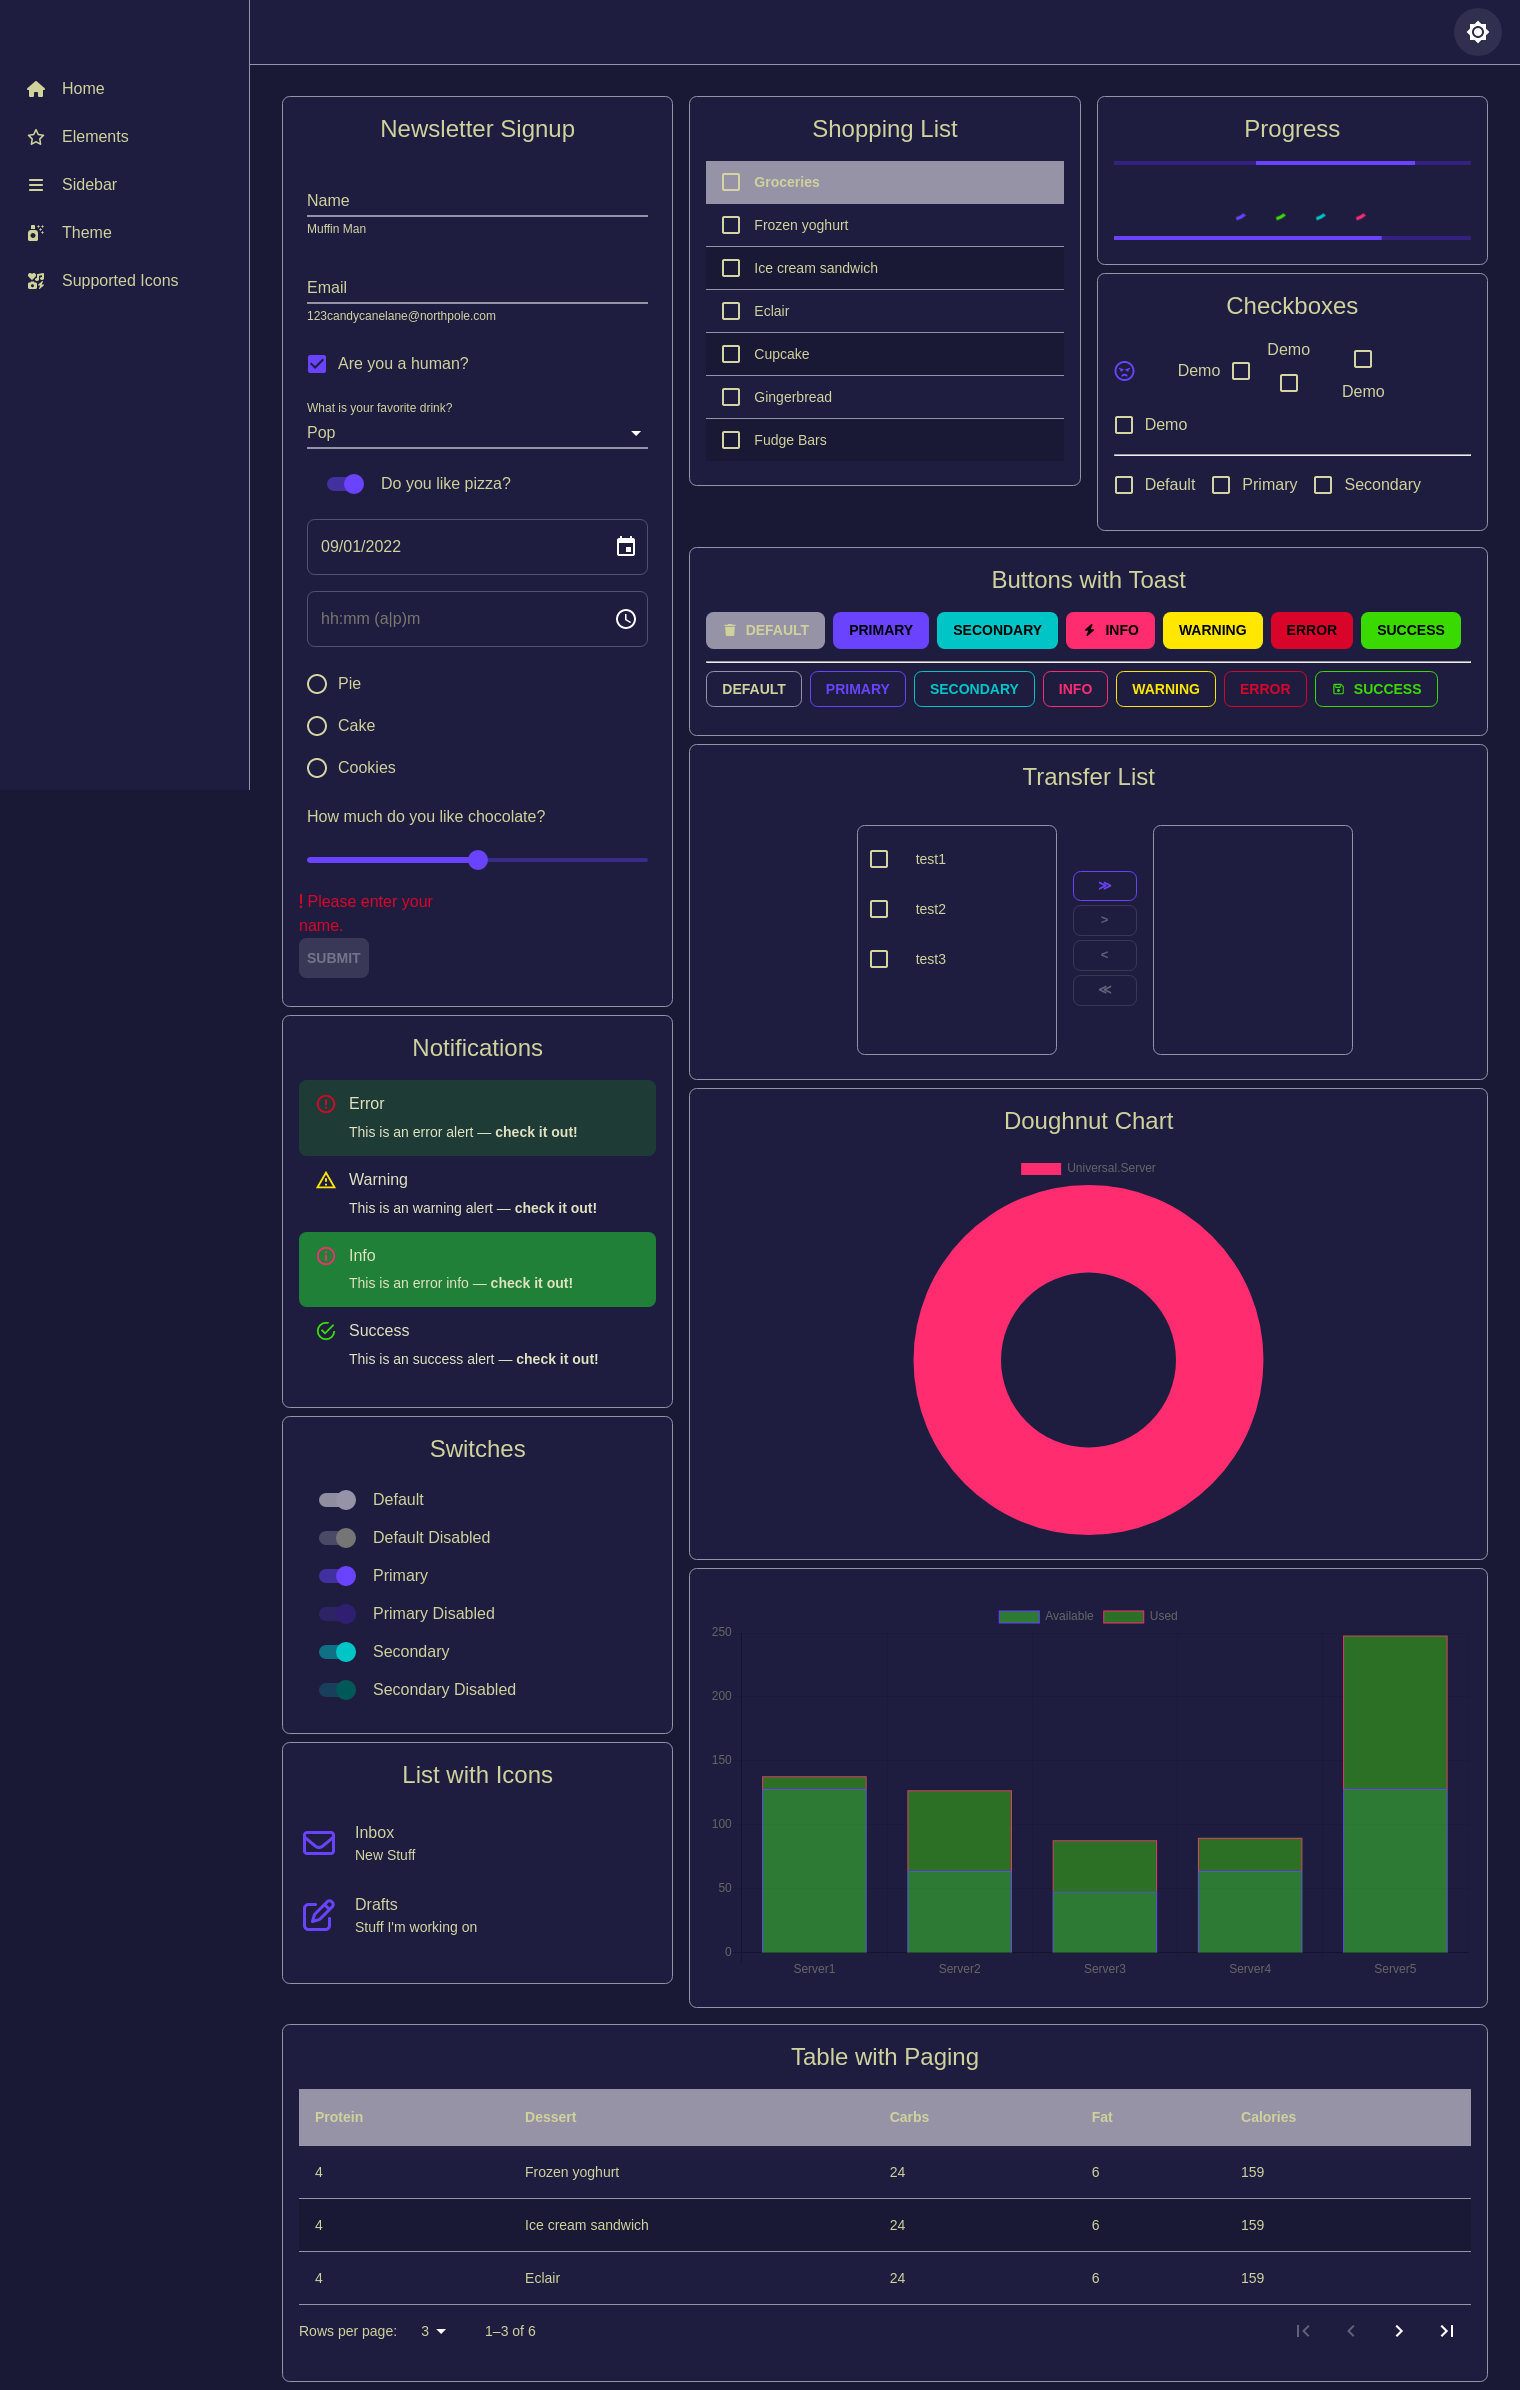 Home
Elements
Sidebar
Theme
Supported Icons
Newsletter Signup
Name
Muffin Man
Email
123candycanelane@northpole.com
Are you a human?
What is your favorite drink?
Pop
Do you like pizza?
09/01/2022
hh:mm (a|p)m
Pie
Cake
Cookies
How much do you like chocolate?
! Please enter your
name.
SUBMIT
Notifications
Error
This is an error alert — check it out!
Warning
This is an warning alert — check it out!
Info
This is an error info — check it out!
Success
This is an success alert — check it out!
Switches
Default
Default Disabled
Primary
Primary Disabled
Secondary
Secondary Disabled
List with Icons
Inbox
New Stuff
Drafts
Stuff I'm working on
Shopping List
Groceries
Frozen yoghurt
Ice cream sandwich
Eclair
Cupcake
Gingerbread
Fudge Bars
Progress
Checkboxes
Demo
Demo
Demo
Demo
Default Primary Secondary
Buttons with Toast
DEFAULT PRIMARY SECONDARY INFO WARNING ERROR SUCCESS
DEFAULT PRIMARY SECONDARY INFO WARNING ERROR SUCCESS
Transfer List
test1
test2
test3
≫
>
<
≪
Doughnut Chart
Universal.Server
Available Used
250
200
150
100
50
0
Server1 Server2 Server3 Server4 Server5
Table with Paging
Protein Dessert Carbs Fat Calories
4 Frozen yoghurt 24 6 159
4 Ice cream sandwich 24 6 159
4 Eclair 24 6 159
Rows per page: 3 1–3 of 6